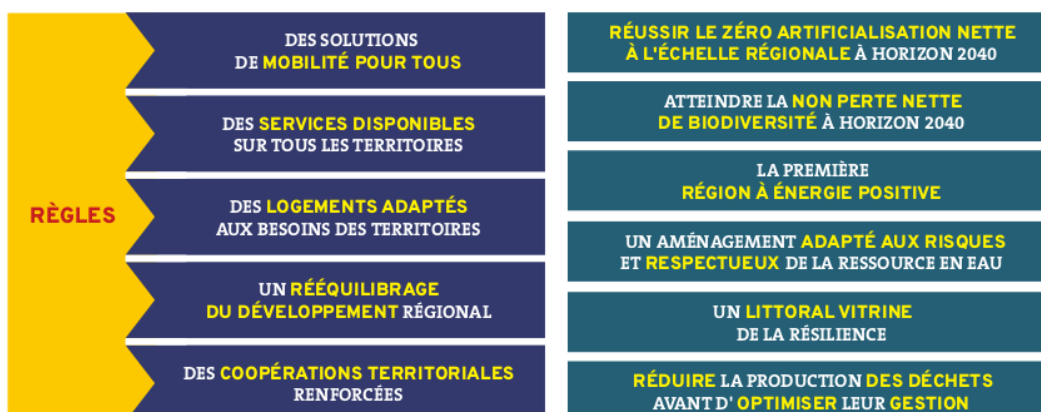 RÈGLES
DES SOLUTIONS
DE MOBILITÉ POUR TOUS
DES SERVICES DISPONIBLES
SUR TOUS LES TERRITOIRES
DES LOGEMENTS ADAPTÉS
AUX BESOINS DES TERRITOIRES
UN RÉÉQUILIBRAGE
DU DÉVELOPPEMENT RÉGIONAL
DES COOPÉRATIONS TERRITORIALES
RENFORCÉES
RÉUSSIR LE ZÉRO ARTIFICIALISATION NETTE
À L'ÉCHELLE RÉGIONALE À HORIZON 2040
ATTEINDRE LA NON PERTE NETTE
DE BIODIVERSITÉ À HORIZON 2040
LA PREMIÈRE
RÉGION À ÉNERGIE POSITIVE
UN AMÉNAGEMENT ADAPTÉ AUX RISQUES
ET RESPECTUEUX DE LA RESSOURCE EN EAU
UN LITTORAL VITRINE
DE LA RÉSILIENCE
RÉDUIRE LA PRODUCTION DES DÉCHETS
AVANT D' OPTIMISER LEUR GESTION